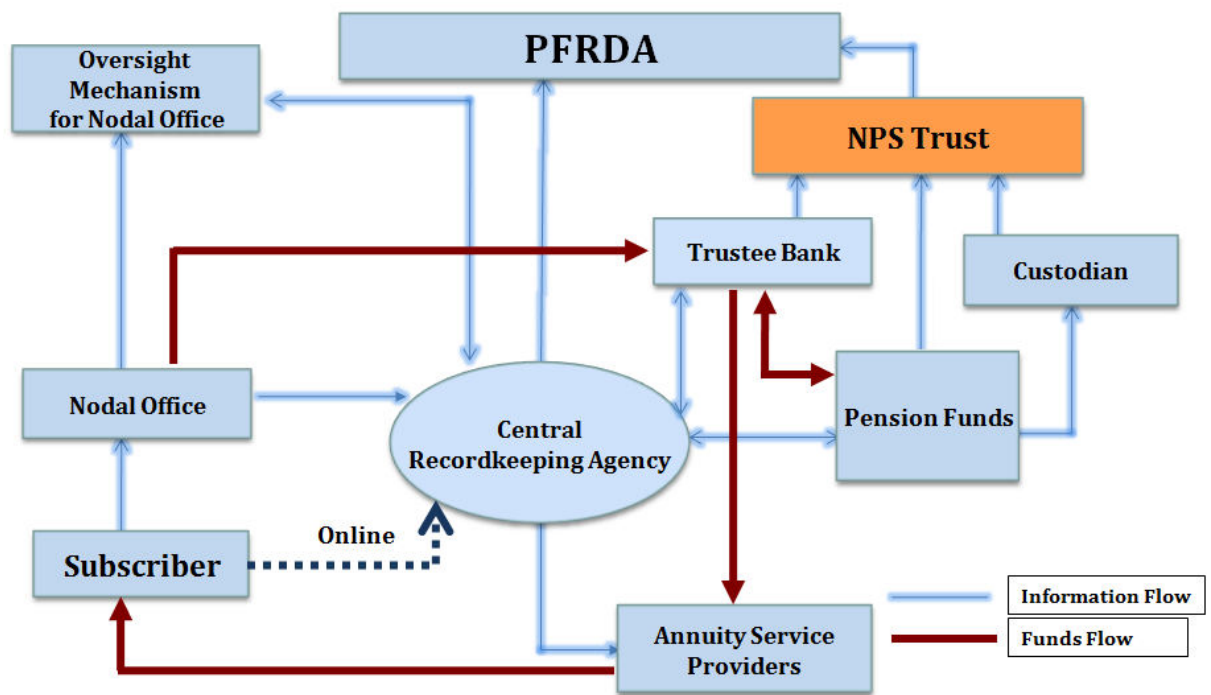 PFRDA
Oversight
Mechanism
for Nodal Office
NPS Trust
Trustee Bank
Custodian
Nodal Office
Pension Funds
Central
Recordkeeping Agency
Online
Subscriber
Information Flow
Annuity Service
Providers
Funds Flow